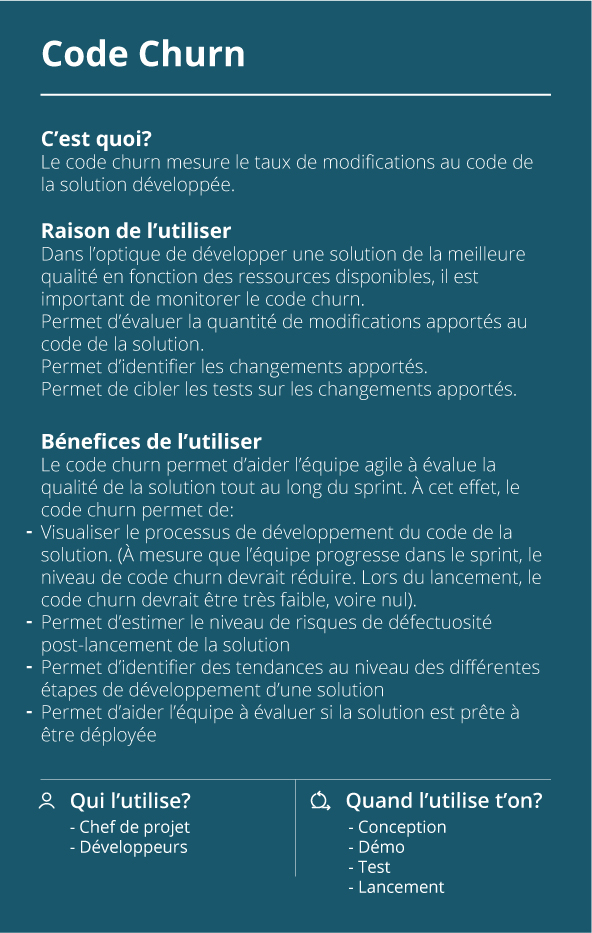 Code Churn
C’est quoi?
Le code churn mesure le taux de modifications au code de
la solution développée.
Raison de l’utiliser
Dans l’optique de développer une solution de la meilleure
qualité en fonction des ressources disponibles, il est
important de monitorer le code churn.
Permet d’évaluer la quantité de modifications apportés au
code de la solution.
Permet d’identifier les changements apportés.
Permet de cibler les tests sur les changements apportés.
Bénefices de l’utiliser
Le code churn permet d’aider l’équipe agile à évalue la
qualité de la solution tout au long du sprint. À cet effet, le
code churn permet de:
- Visualiser le processus de développement du code de la
solution. (À mesure que l’équipe progresse dans le sprint, le
niveau de code churn devrait réduire. Lors du lancement, le
code churn devrait être très faible, voire nul).
- Permet d’estimer le niveau de risques de défectuosité
post-lancement de la solution
- Permet d’identifier des tendances au niveau des différentes
étapes de développement d’une solution
- Permet d’aider l’équipe à évaluer si la solution est prête à
être déployée
Qui l’utilise?
- Chef de projet
- Développeurs
Quand l’utilise t’on?
- Conception
- Démo
- Test
- Lancement